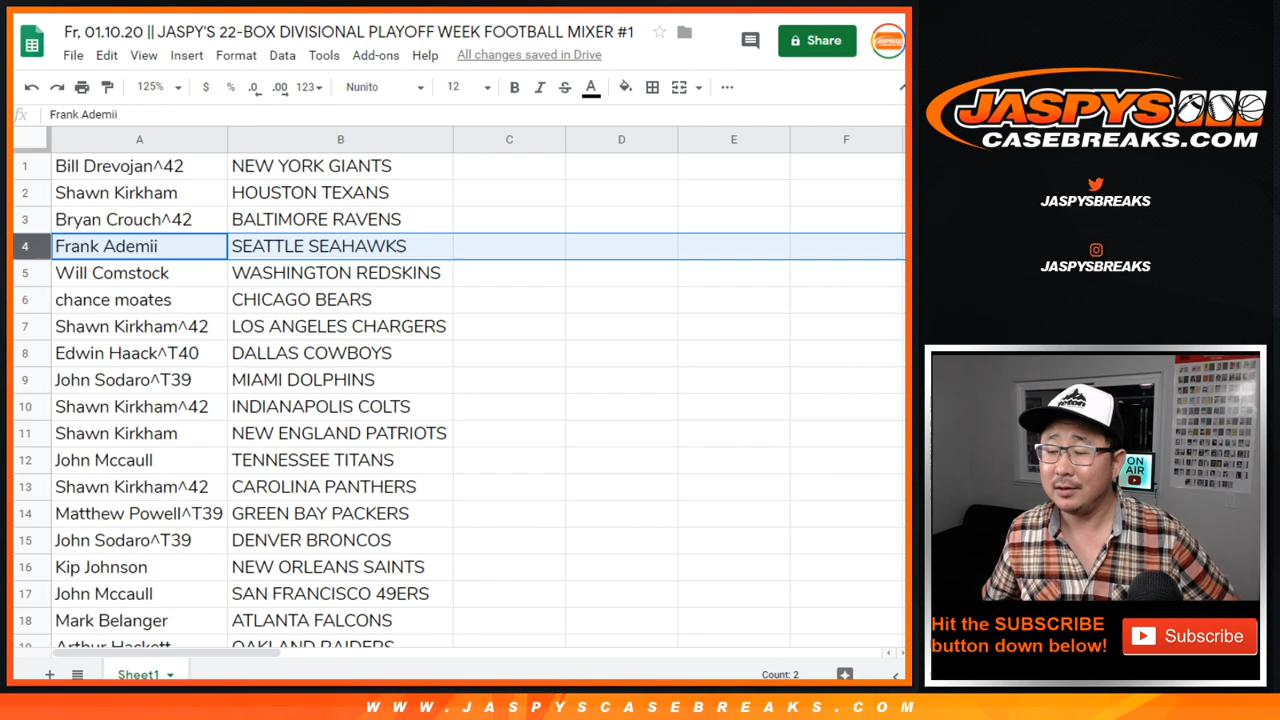 Fr, 01.10.20 || JASPY'S 22-BOX DIVISIONAL PLAYOFF WEEK FOOTBALL MIXER #1
File Edit View Insert Format Data Tools Add-ons Help All changes saved in Drive
Share
125% $ % .0 .00 123 Nunito 12 B I S A
fx Frank Ademii
A B C D E F
1 Bill Drevojan^42 NEW YORK GIANTS
2 Shawn Kirkham HOUSTON TEXANS
3 Bryan Crouch^42 BALTIMORE RAVENS
4 Frank Ademii SEATTLE SEAHAWKS
5 Will Comstock WASHINGTON REDSKINS
6 chance moates CHICAGO BEARS
7 Shawn Kirkham^42 LOS ANGELES CHARGERS
8 Edwin Haack^T40 DALLAS COWBOYS
9 John Sodaro^T39 MIAMI DOLPHINS
10 Shawn Kirkham^42 INDIANAPOLIS COLTS
11 Shawn Kirkham NEW ENGLAND PATRIOTS
12 John Mccaull TENNESSEE TITANS
13 Shawn Kirkham^42 CAROLINA PANTHERS
14 Matthew Powell^T39 GREEN BAY PACKERS
15 John Sodaro^T39 DENVER BRONCOS
16 Kip Johnson NEW ORLEANS SAINTS
17 John Mccaull SAN FRANCISCO 49ERS
18 Mark Belanger ATLANTA FALCONS
19 Arthur Hackett OAKLAND RAIDERS
Sheet1 Count: 2
JASPYS
CASEBREAKS.COM
JASPYSBREAKS
JASPYSBREAKS
ON
AIR
Hit the SUBSCRIBE
button down below!
Subscribe
WWW.JASPYSCASEBREAKS.COM